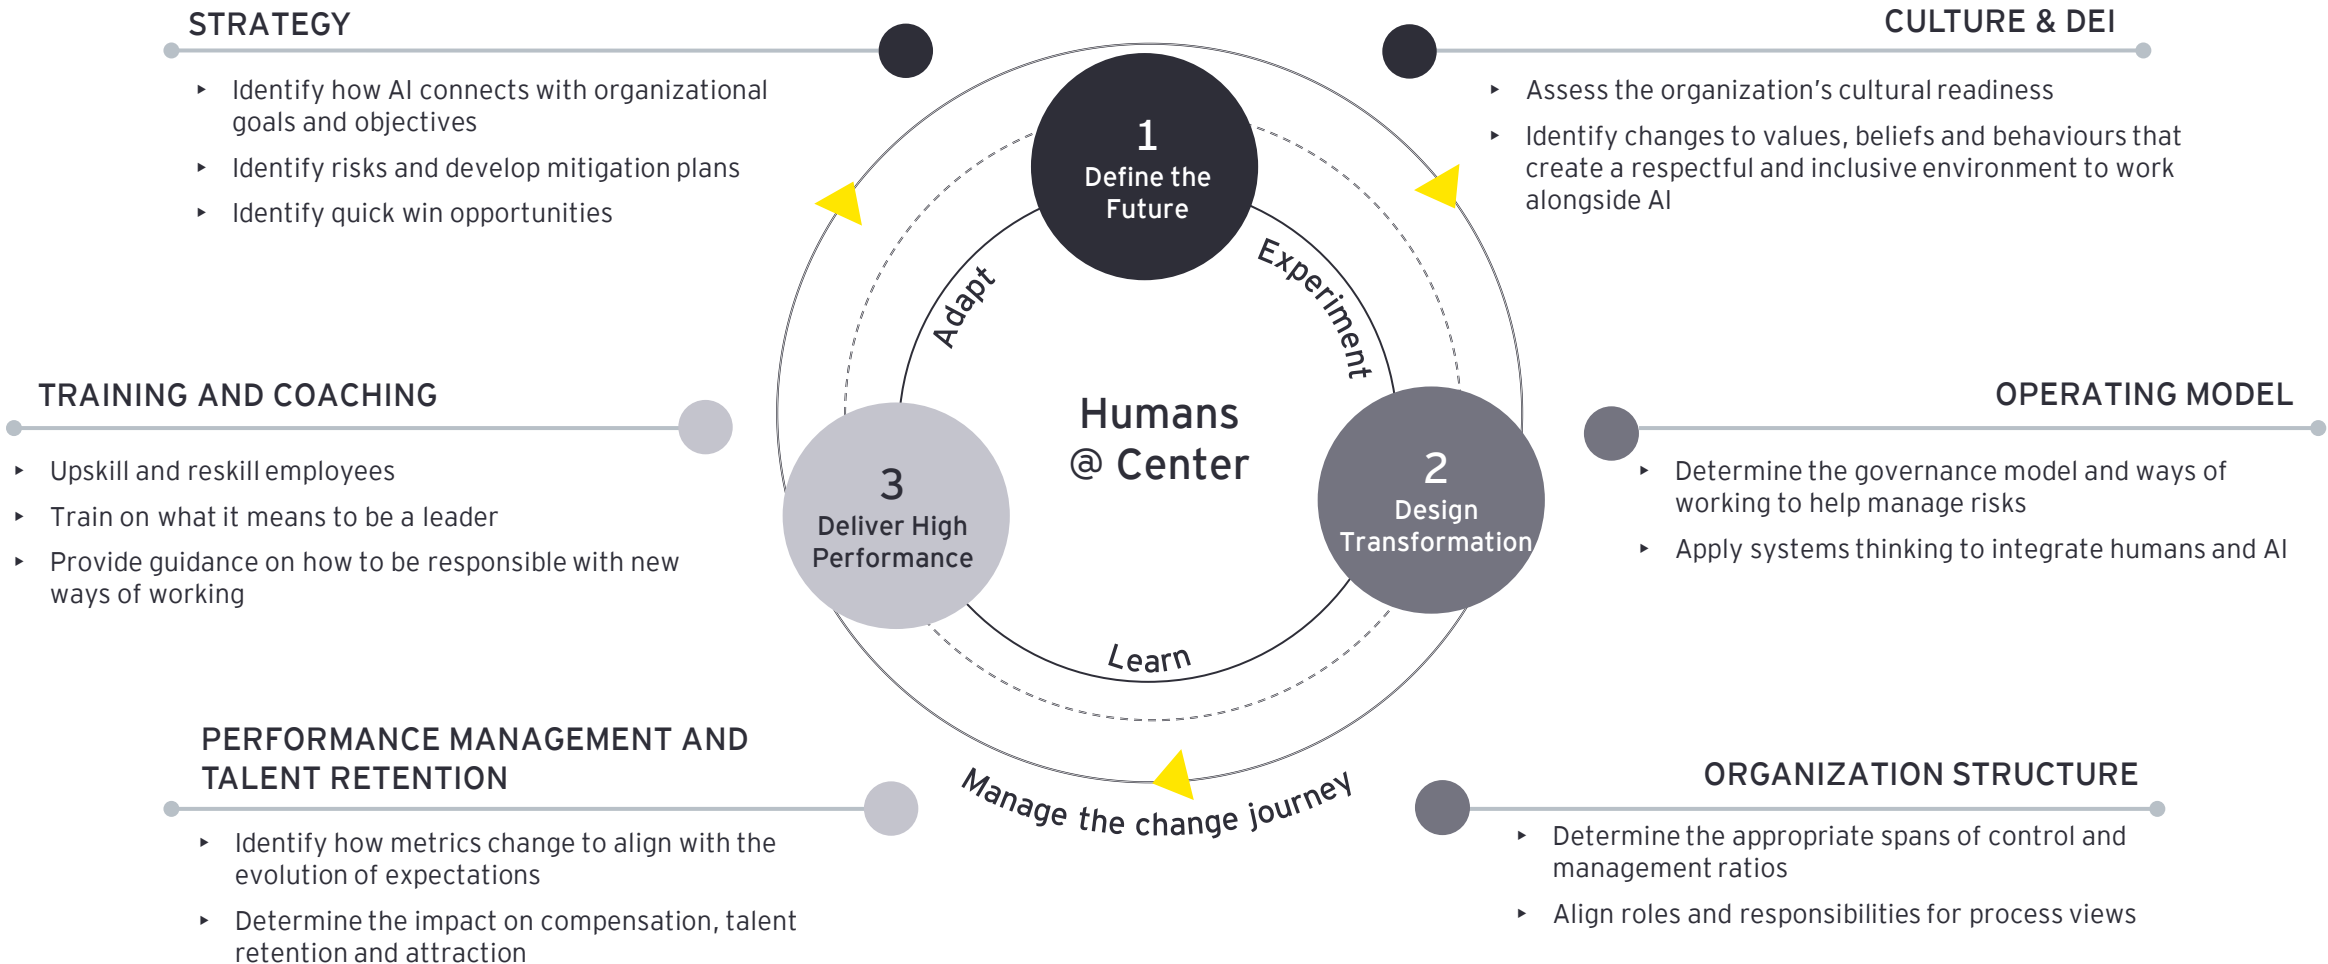 STRATEGY
▸ Identify how AI connects with organizational
goals and objectives
▸ Identify risks and develop mitigation plans
▸ Identify quick win opportunities
CULTURE & DEI
▸ Assess the organization’s cultural readiness
▸ Identify changes to values, beliefs and behaviours that
create a respectful and inclusive environment to work
alongside AI
1
Define the
Future
Adapt
Experiment
Humans
@ Center
TRAINING AND COACHING
▸ Upskill and reskill employees
▸ Train on what it means to be a leader
▸ Provide guidance on how to be responsible with new
ways of working
3
Deliver High
Performance
2
Design
Transformation
OPERATING MODEL
▸ Determine the governance model and ways of
working to help manage risks
▸ Apply systems thinking to integrate humans and AI
Learn
Manage the change journey
PERFORMANCE MANAGEMENT AND
TALENT RETENTION
▸ Identify how metrics change to align with the
evolution of expectations
▸ Determine the impact on compensation, talent
retention and attraction
ORGANIZATION STRUCTURE
▸ Determine the appropriate spans of control and
management ratios
▸ Align roles and responsibilities for process views